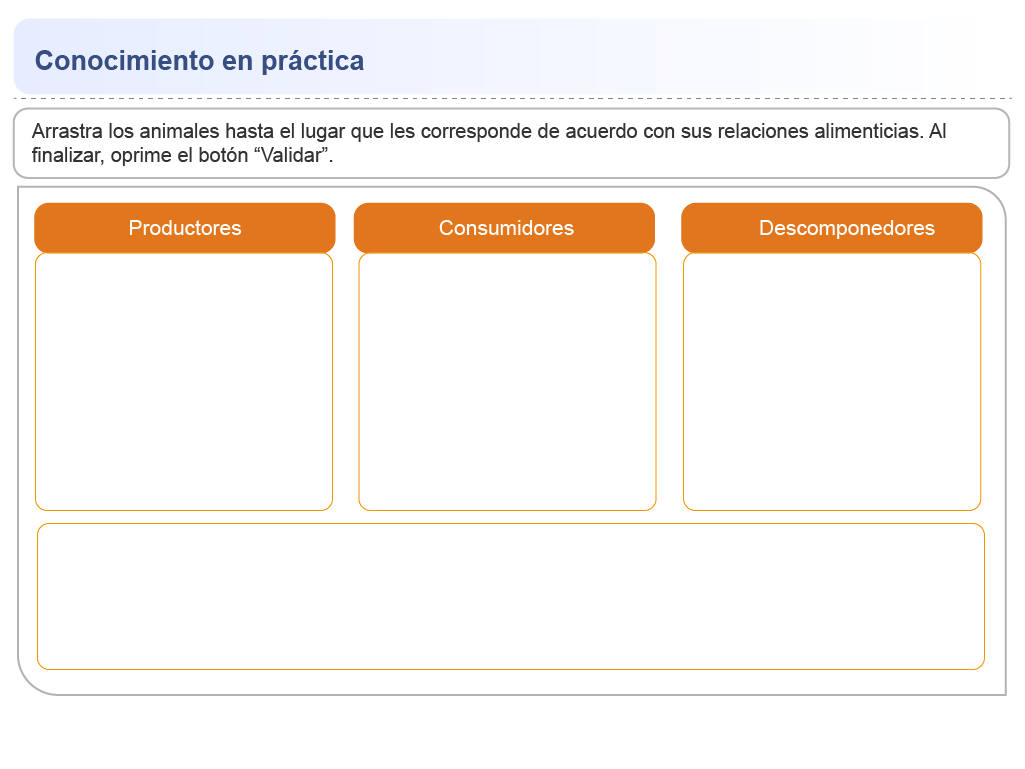 Conocimiento en práctica
Arrastra los animales hasta el lugar que les corresponde de acuerdo con sus relaciones alimenticias. Al
finalizar, oprime el botón “Validar”.
Productores
Consumidores
Descomponedores